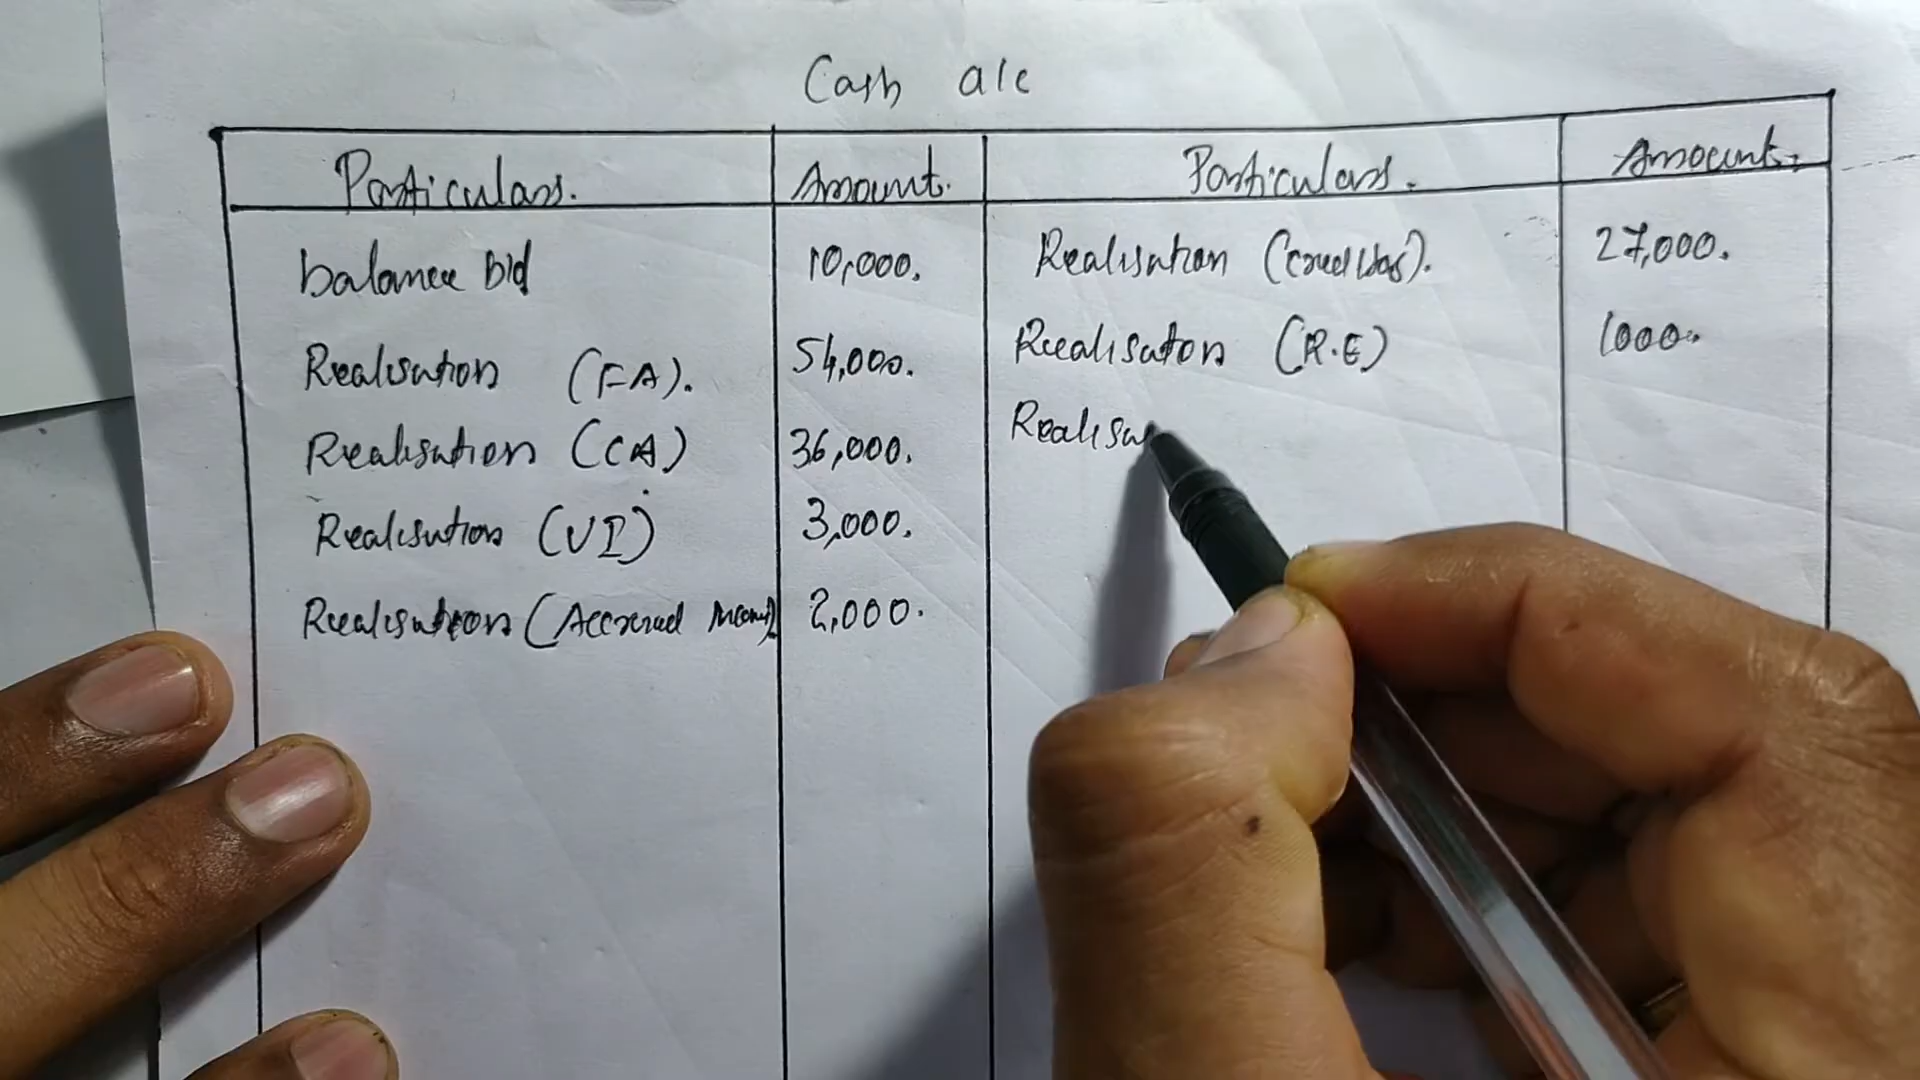 Cash a/c
Particulars. Amount. Particulars. Amount.
balance b/d 10,000. Realisation (creditors). 27,000.
Realisation (FA). 54,000. Realisation (R.E) 1000.
Realisation (CA) 36,000. Realisa
Realisation (VI) 3,000.
Realisation (Accrued Income). 2,000.